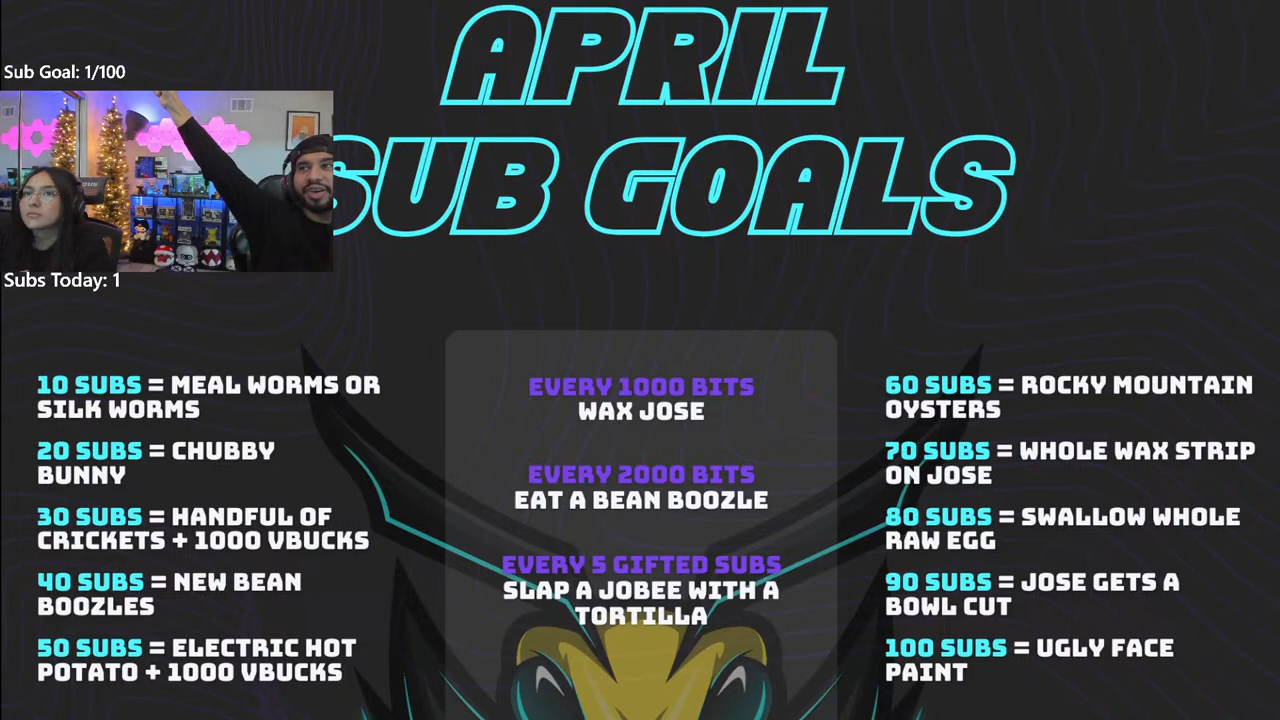 APRIL
SUB GOALS
Sub Goal: 1/100
Subs Today: 1
10 SUBS = MEAL WORMS OR
SILK WORMS
20 SUBS = CHUBBY
BUNNY
30 SUBS = HANDFUL OF
CRICKETS + 1000 VBUCKS
40 SUBS = NEW BEAN
BOOZLES
50 SUBS = ELECTRIC HOT
POTATO + 1000 VBUCKS
EVERY 1000 BITS
WAX JOSE
EVERY 2000 BITS
EAT A BEAN BOOZLE
EVERY 5 GIFTED SUBS
SLAP A JOBEE WITH A
TORTILLA
60 SUBS = ROCKY MOUNTAIN
OYSTERS
70 SUBS = WHOLE WAX STRIP
ON JOSE
80 SUBS = SWALLOW WHOLE
RAW EGG
90 SUBS = JOSE GETS A
BOWL CUT
100 SUBS = UGLY FACE
PAINT